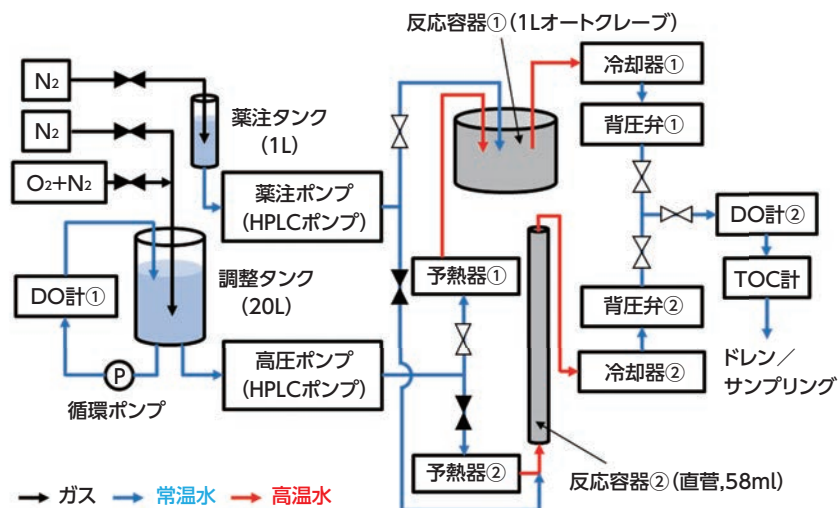 反応容器①(1Lオートクレーブ)
N₂
N₂
O₂+N₂
薬注タンク
(1L)
薬注ポンプ
(HPLCポンプ)
冷却器①
背圧弁①
DO計②
TOC計
ドレン／
サンプリング
DO計①
調整タンク
(20L)
予熱器①
高圧ポンプ
(HPLCポンプ)
背圧弁②
冷却器②
P
循環ポンプ
予熱器②
反応容器②(直菅,58ml)
ガス
常温水
高温水